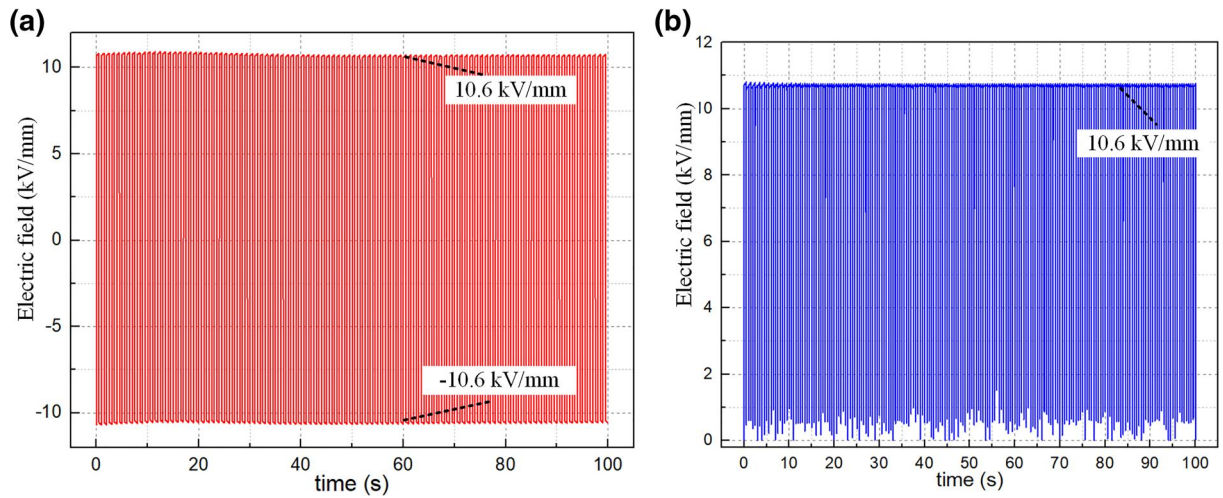 (a)
Electric field (kV/mm)
10
5
0
-5
-10
10.6 kV/mm
-10.6 kV/mm
0 20 40 60 80 100
time (s)
(b)
Electric field (kV/mm)
12
10
8
6
4
2
0
10.6 kV/mm
0 10 20 30 40 50 60 70 80 90 100
time (s)